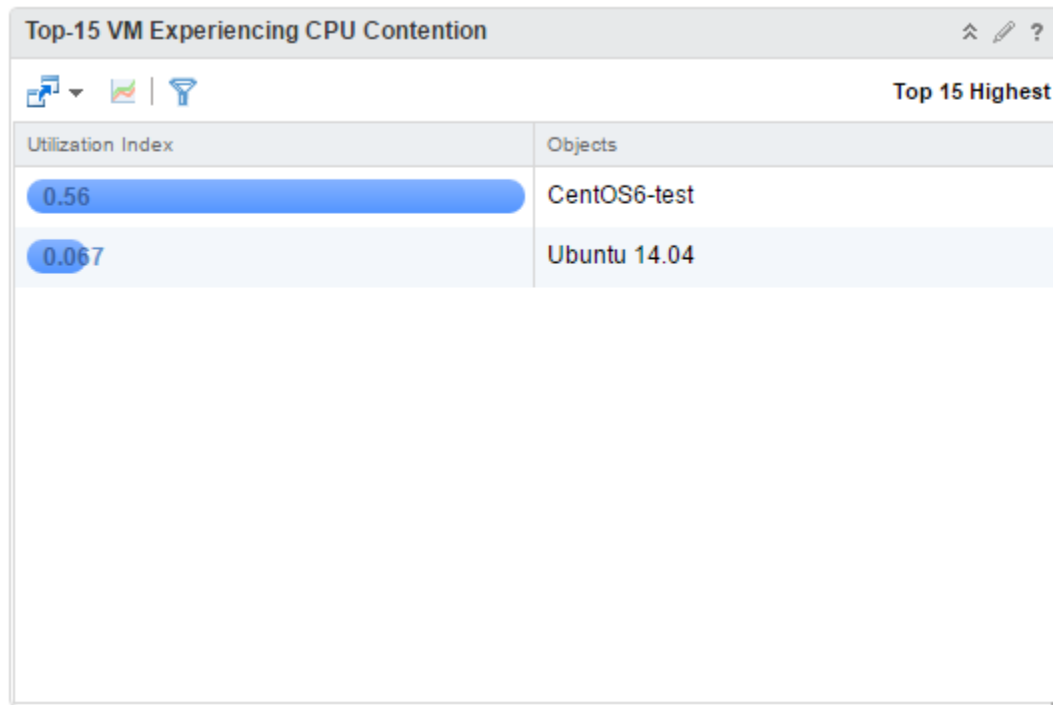 Top-15 VM Experiencing CPU Contention ?
Top 15 Highest
Utilization Index Objects
0.56 CentOS6-test
0.067 Ubuntu 14.04